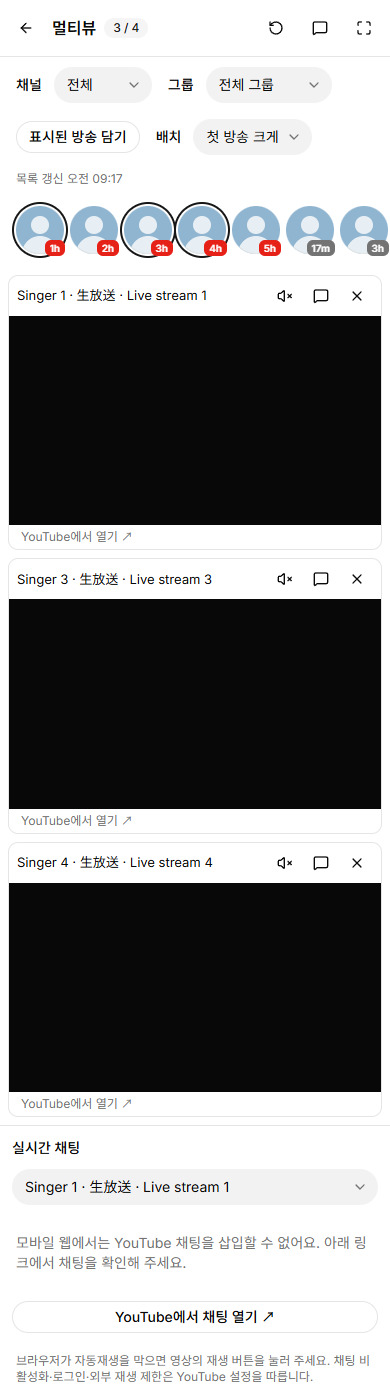 멀티뷰 3 / 4
채널 전체 그룹 전체 그룹
표시된 방송 담기 배치 첫 방송 크게
목록 갱신 오전 09:17
1h 2h 3h 4h 5h 17m 3h
Singer 1 · 生放送 · Live stream 1
YouTube에서 열기 ↗
Singer 3 · 生放送 · Live stream 3
YouTube에서 열기 ↗
Singer 4 · 生放送 · Live stream 4
YouTube에서 열기 ↗
실시간 채팅
Singer 1 · 生放送 · Live stream 1
모바일 웹에서는 YouTube 채팅을 삽입할 수 없어요. 아래 링
크에서 채팅을 확인해 주세요.
YouTube에서 채팅 열기 ↗
브라우저가 자동재생을 막으면 영상의 재생 버튼을 눌러 주세요. 채팅 비
활성화·로그인·외부 재생 제한은 YouTube 설정을 따릅니다.